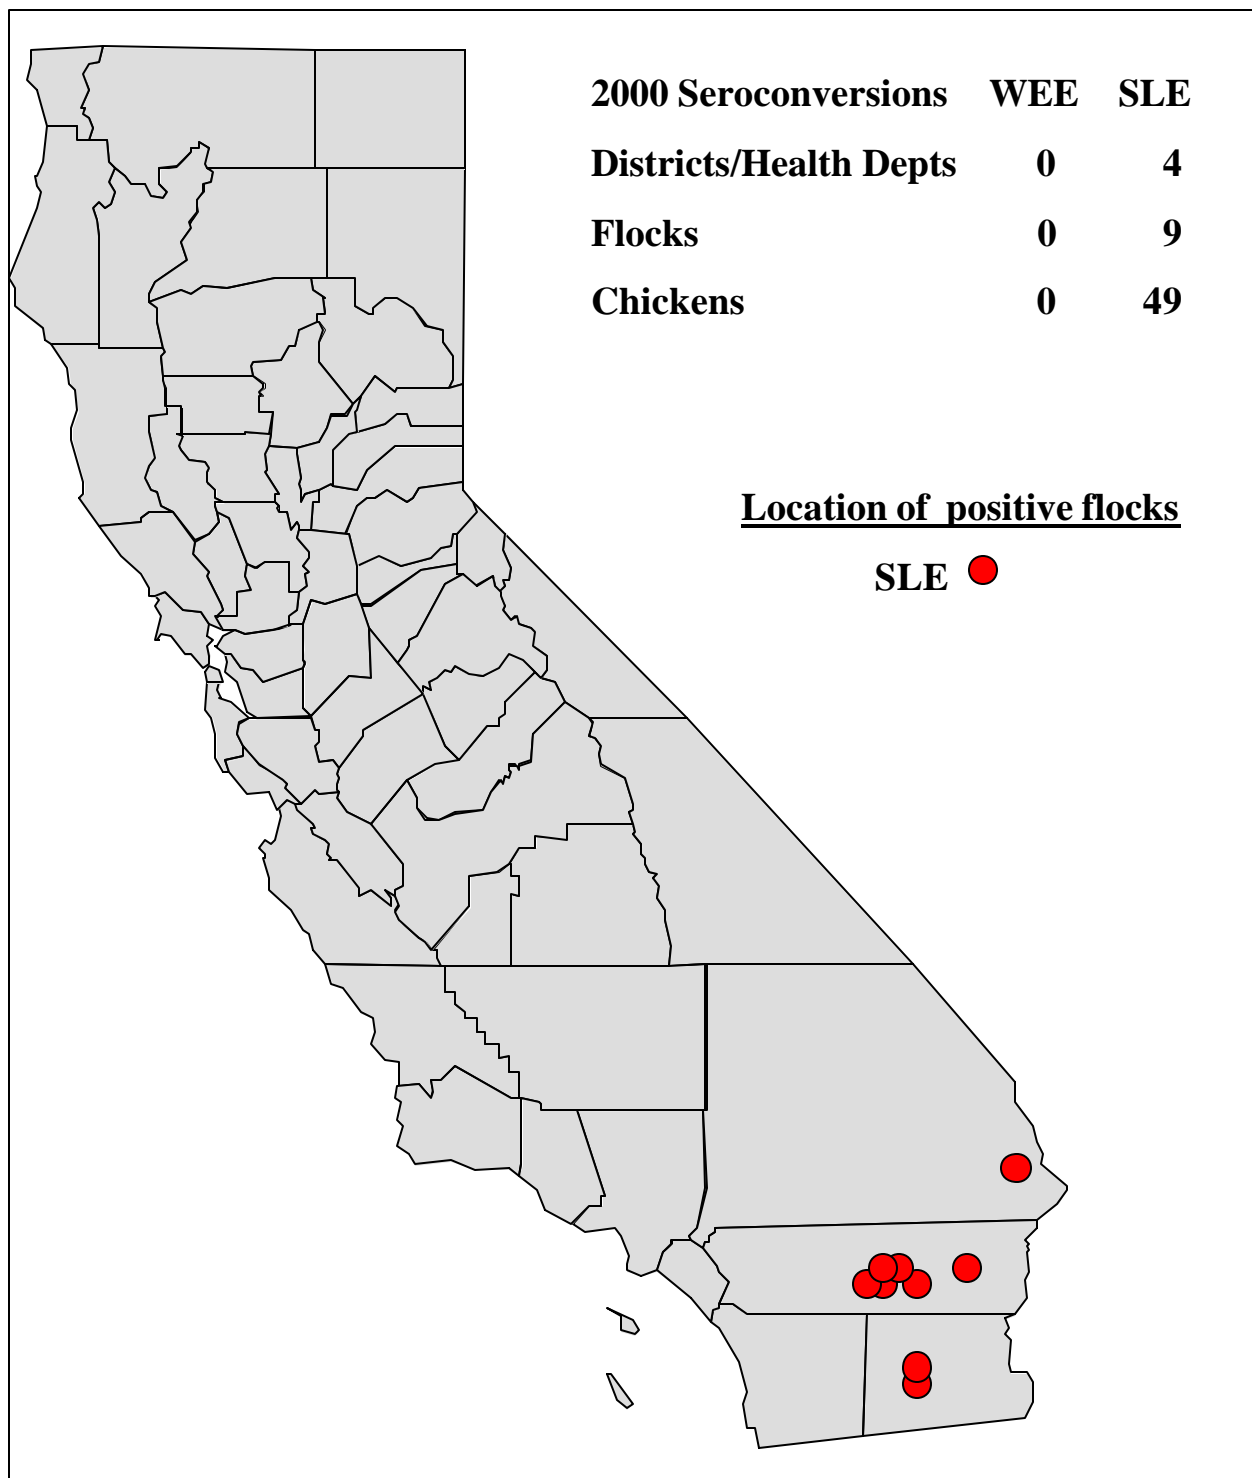 2000 Seroconversions WEE SLE
Districts/Health Depts 0 4
Flocks 0 9
Chickens 0 49
Location of positive flocks
SLE